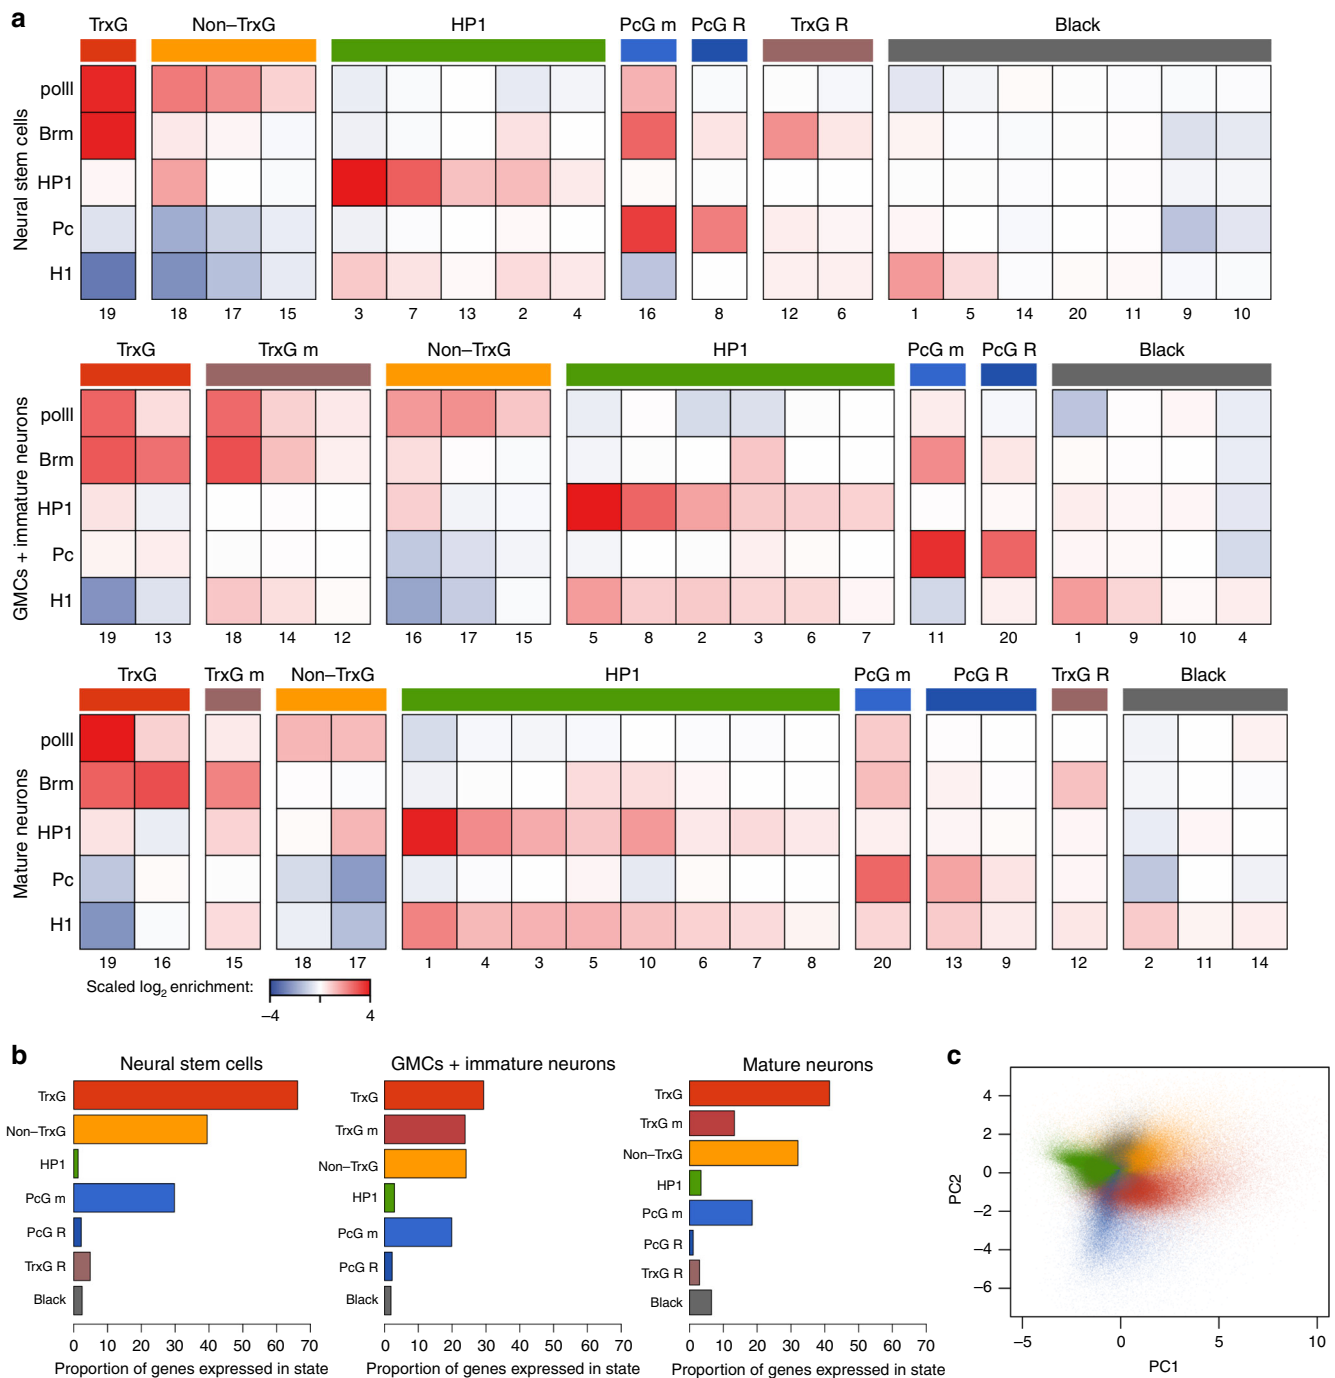 a
TrxG Non–TrxG HP1 PcG m PcG R TrxG R Black
Neural stem cells
polII
Brm
HP1
Pc
H1
19 18 17 15 3 7 13 2 4 16 8 12 6 1 5 14 20 11 9 10
TrxG TrxG m Non–TrxG HP1 PcG m PcG R Black
GMCs + immature neurons
polII
Brm
HP1
Pc
H1
19 13 18 14 12 16 17 15 5 8 2 3 6 7 11 20 1 9 10 4
TrxG TrxG m Non–TrxG HP1 PcG m PcG R TrxG R Black
Mature neurons
polII
Brm
HP1
Pc
H1
19 16 15 18 17 1 4 3 5 10 6 7 8 20 13 9 12 2 11 14
Scaled log2 enrichment:
–4 4
b
Neural stem cells
TrxG
Non–TrxG
HP1
PcG m
PcG R
TrxG R
Black
0 10 20 30 40 50 60 70
Proportion of genes expressed in state
GMCs + immature neurons
TrxG
TrxG m
Non–TrxG
HP1
PcG m
PcG R
Black
0 10 20 30 40 50 60 70
Proportion of genes expressed in state
Mature neurons
TrxG
TrxG m
Non–TrxG
HP1
PcG m
PcG R
TrxG R
Black
0 10 20 30 40 50 60 70
Proportion of genes expressed in state
c
PC2
4
2
0
–2
–4
–6
–5 0 5 10
PC1